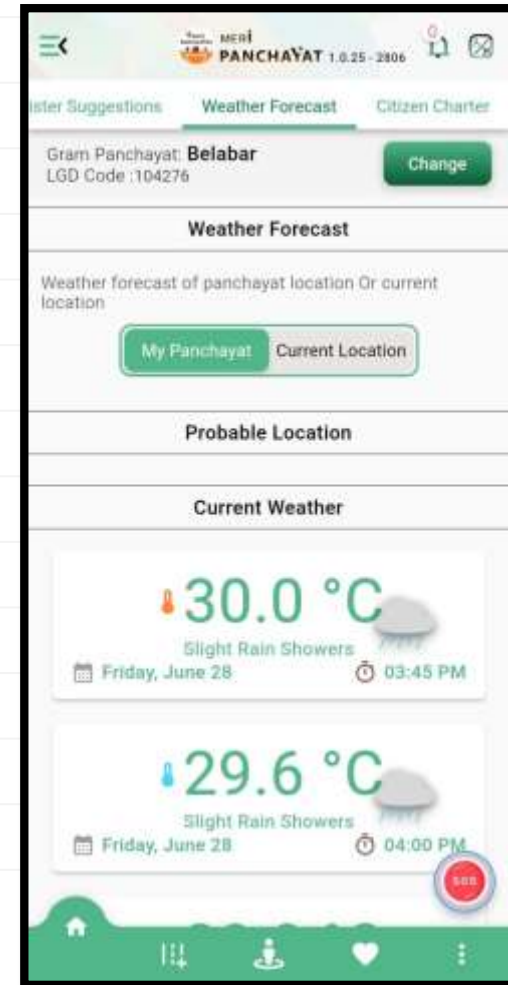 MERI
PANCHAYAT 1.0.25 - 2806
0
ister Suggestions Weather Forecast Citizen Charter
Gram Panchayat: Belabar
LGD Code :104276
Change
Weather Forecast
Weather forecast of panchayat location Or current
location
My Panchayat Current Location
Probable Location
Current Weather
30.0 °C
Slight Rain Showers
Friday, June 28 03:45 PM
29.6 °C
Slight Rain Showers
Friday, June 28 04:00 PM
SOS